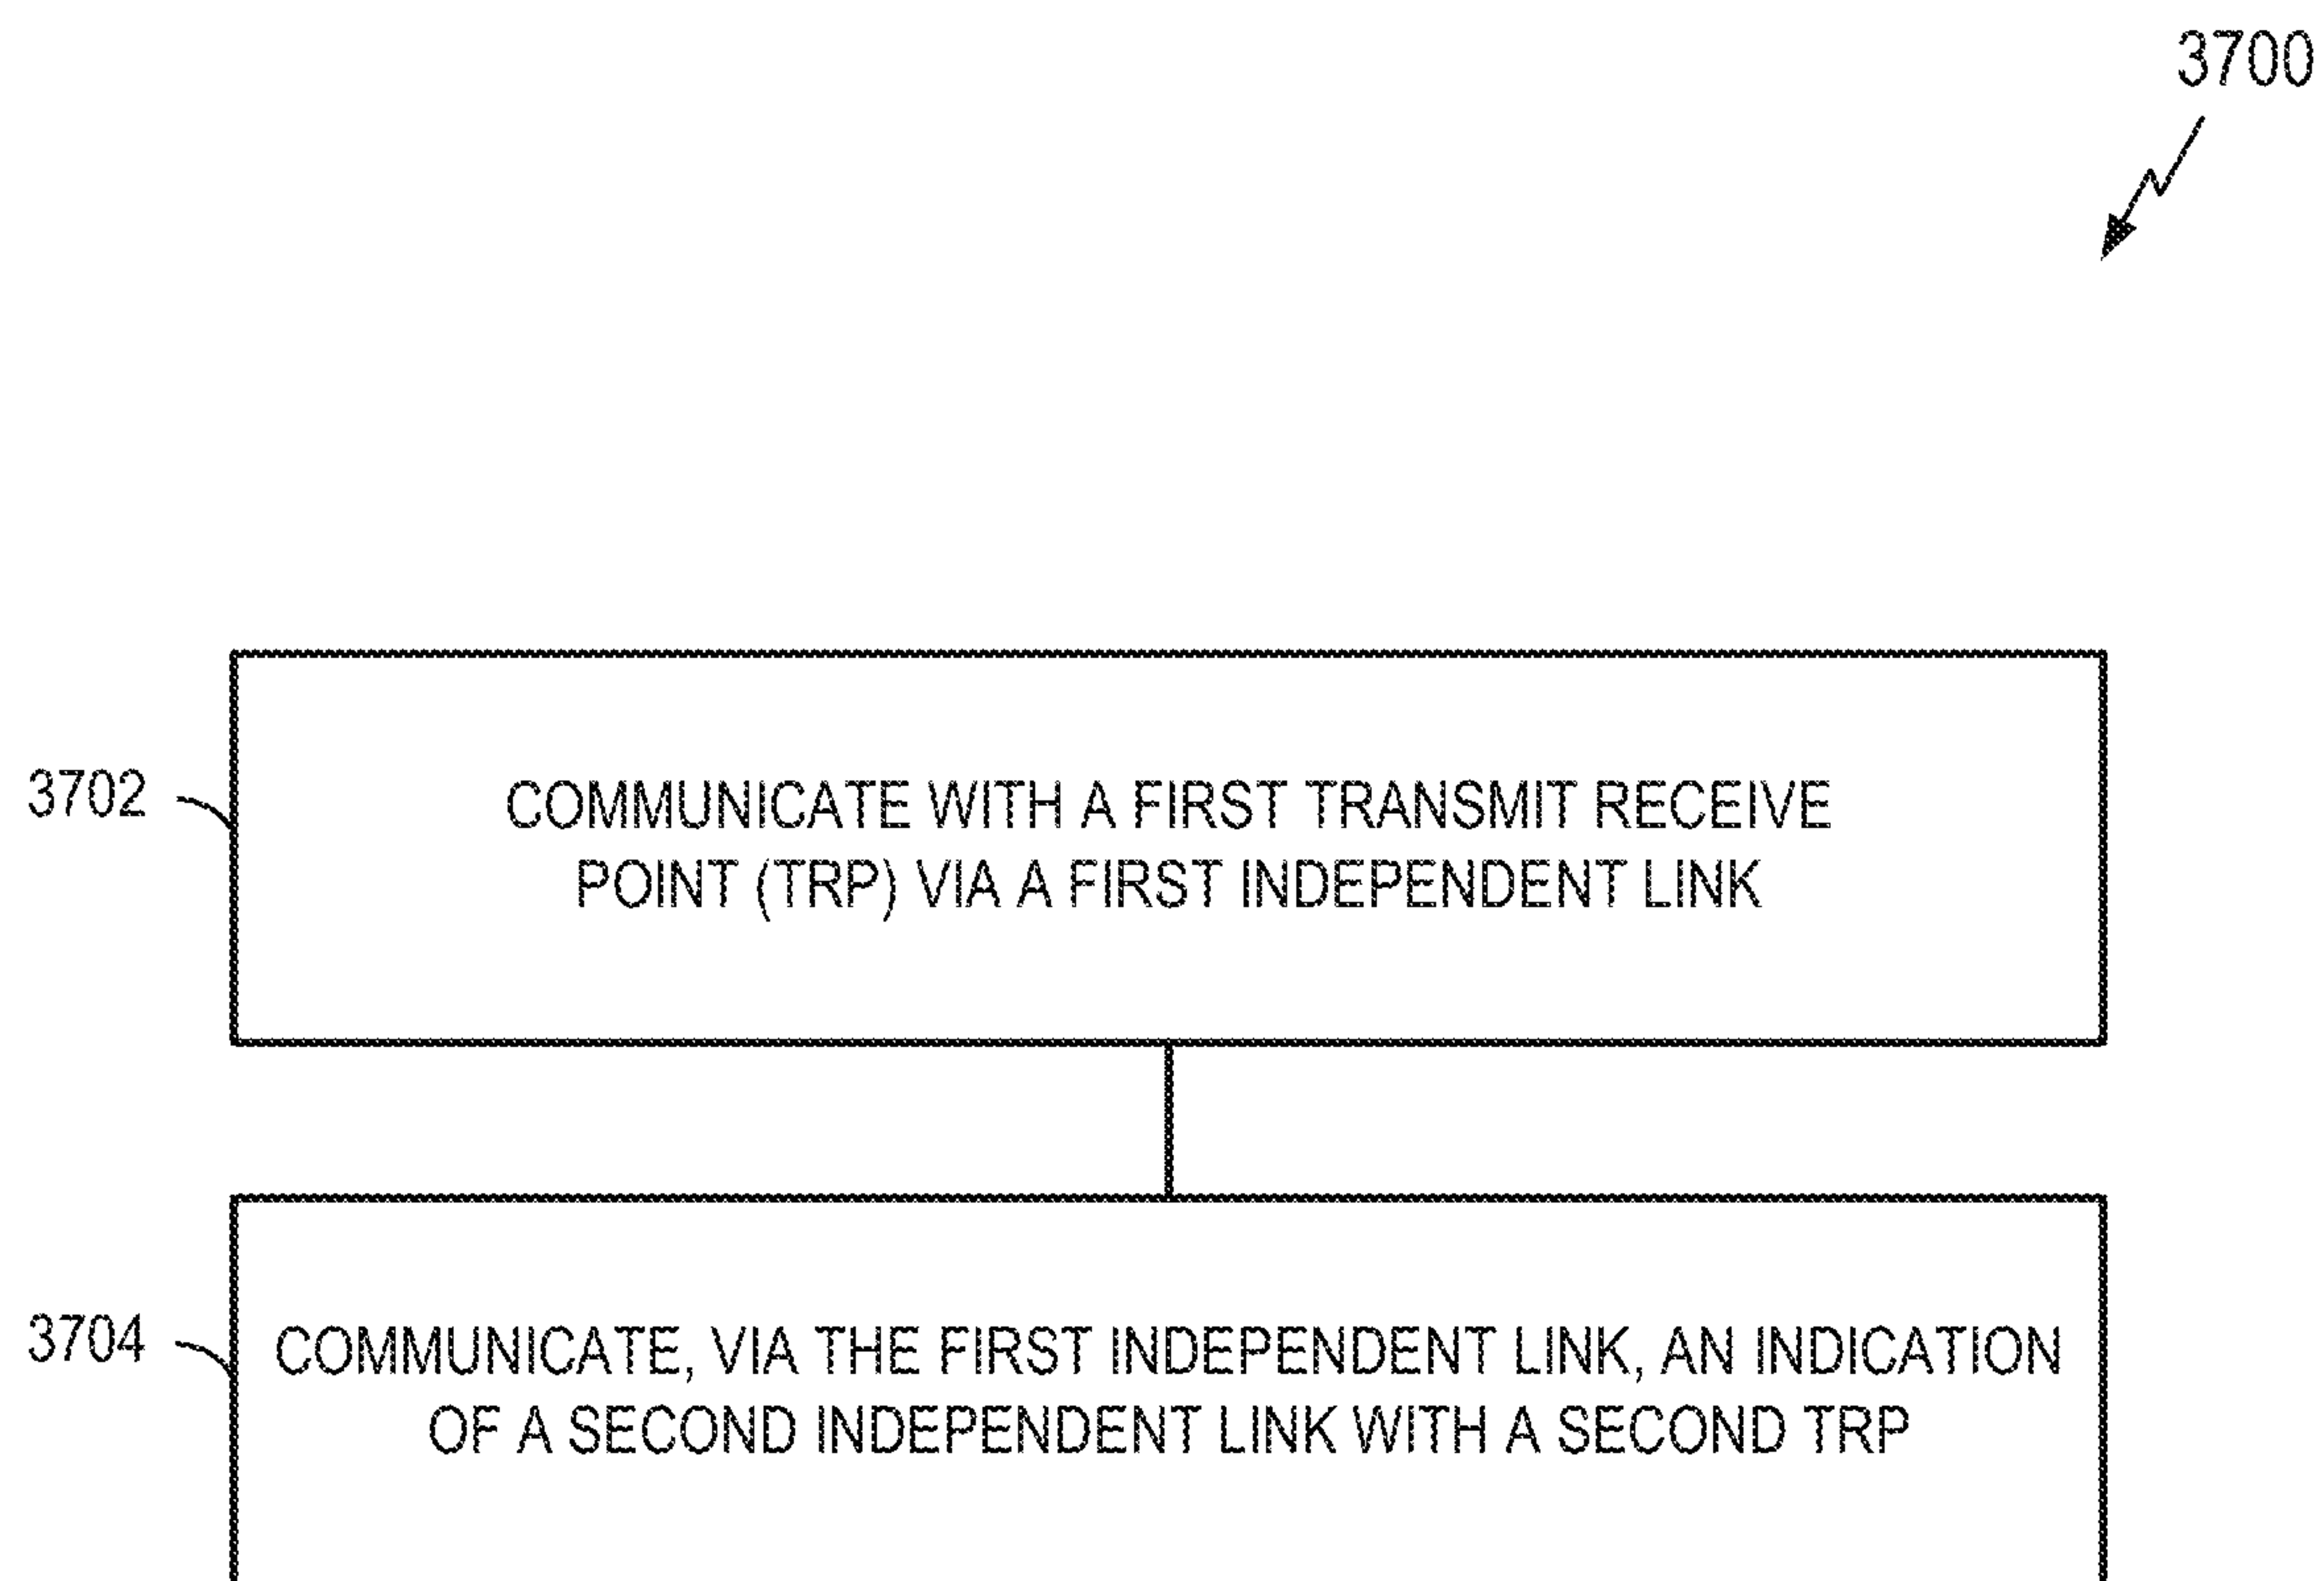 3700
3702
COMMUNICATE WITH A FIRST TRANSMIT RECEIVE
POINT (TRP) VIA A FIRST INDEPENDENT LINK
3704
COMMUNICATE, VIA THE FIRST INDEPENDENT LINK, AN INDICATION
OF A SECOND INDEPENDENT LINK WITH A SECOND TRP